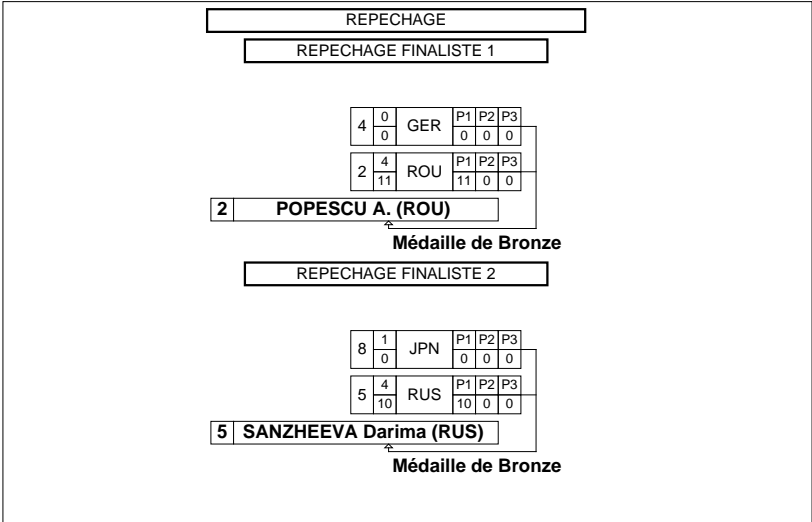 REPECHAGE
REPECHAGE FINALISTE 1
4 0 GER P1 P2 P3
0 0 0 0
2 4 ROU P1 P2 P3
11 11 0 0
2 POPESCU A. (ROU)
Médaille de Bronze
REPECHAGE FINALISTE 2
8 1 JPN P1 P2 P3
0 0 0 0
5 4 RUS P1 P2 P3
10 10 0 0
5 SANZHEEVA Darima (RUS)
Médaille de Bronze